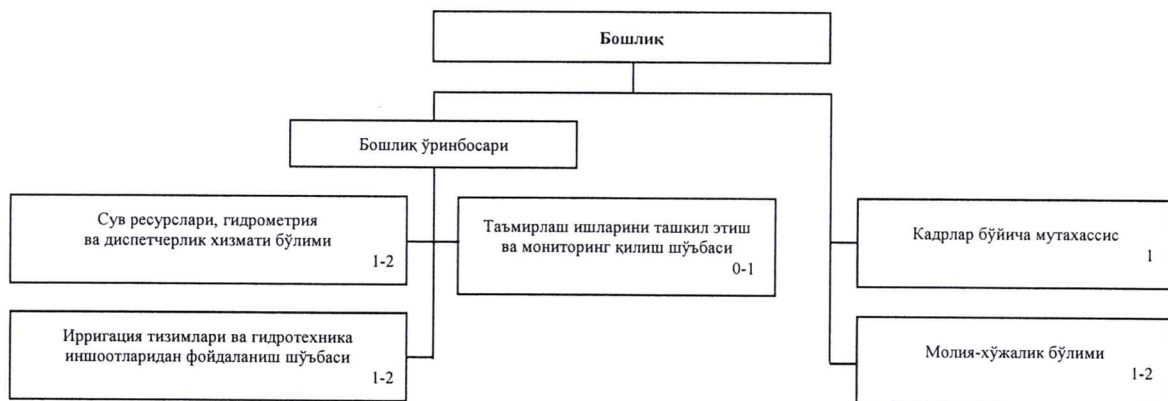 Бошлиқ
Бошлиқ ўринбосари
Сув ресурслари, гидрометрия
ва диспетчерлик хизмати бўлими
1-2
Таъмирлаш ишларини ташкил этиш
ва мониторинг қилиш шўъбаси
0-1
Кадрлар бўйича мутахассис
1
Ирригация тизимлари ва гидротехника
иншоотларидан фойдаланиш шўъбаси
1-2
Молия-хўжалик бўлими
1-2